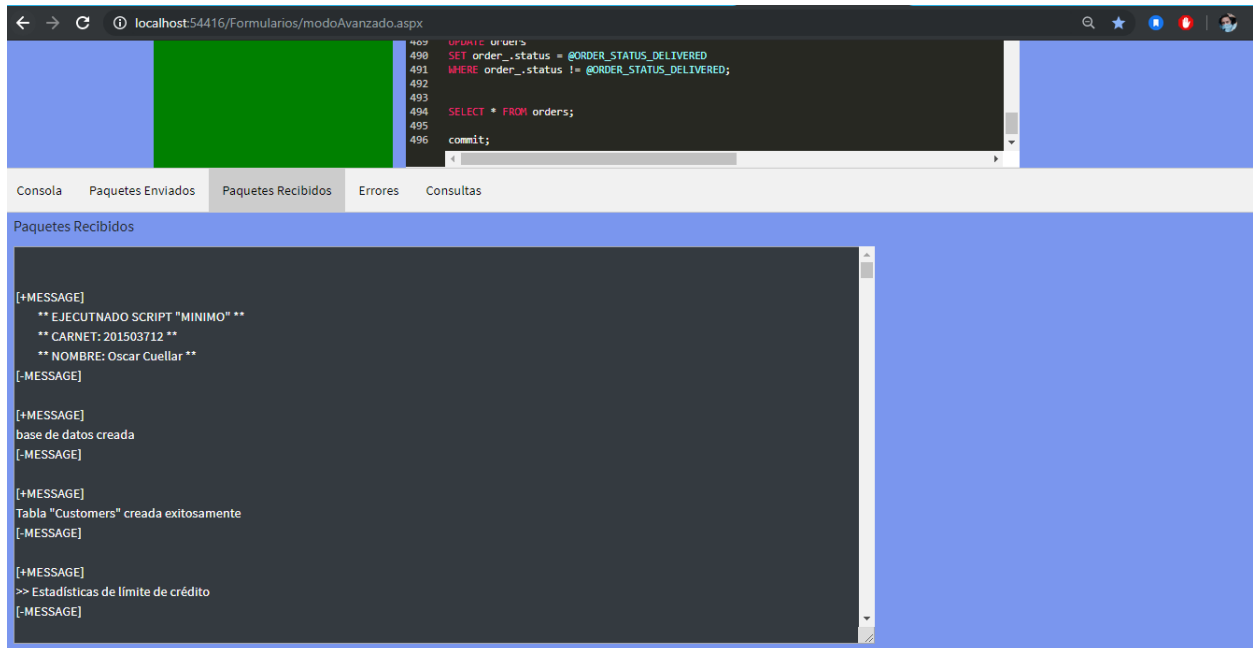 localhost:54416/Formularios/modoAvanzado.aspx
489 UPDATE orders
490 SET order_.status = @ORDER_STATUS_DELIVERED
491 WHERE order_.status != @ORDER_STATUS_DELIVERED;
492
493
494 SELECT * FROM orders;
495
496 commit;
Consola Paquetes Enviados Paquetes Recibidos Errores Consultas
Paquetes Recibidos
[+MESSAGE]
** EJECUTNADO SCRIPT "MINIMO" **
** CARNET: 201503712 **
** NOMBRE: Oscar Cuellar **
[-MESSAGE]
[+MESSAGE]
base de datos creada
[-MESSAGE]
[+MESSAGE]
Tabla "Customers" creada exitosamente
[-MESSAGE]
[+MESSAGE]
>> Estadísticas de límite de crédito
[-MESSAGE]